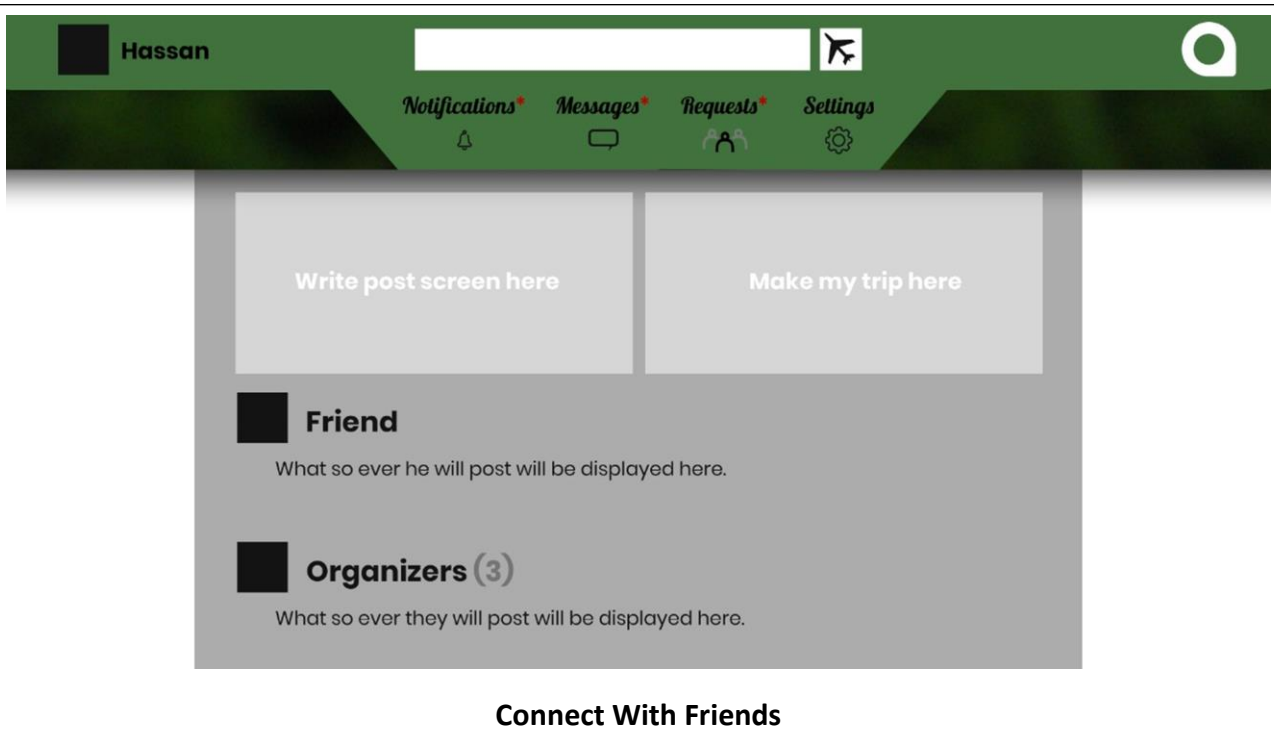 Hassan
Notifications* Messages* Requests* Settings
Write post screen here Make my trip here
Friend
What so ever he will post will be displayed here.
Organizers (3)
What so ever they will post will be displayed here.
Connect With Friends